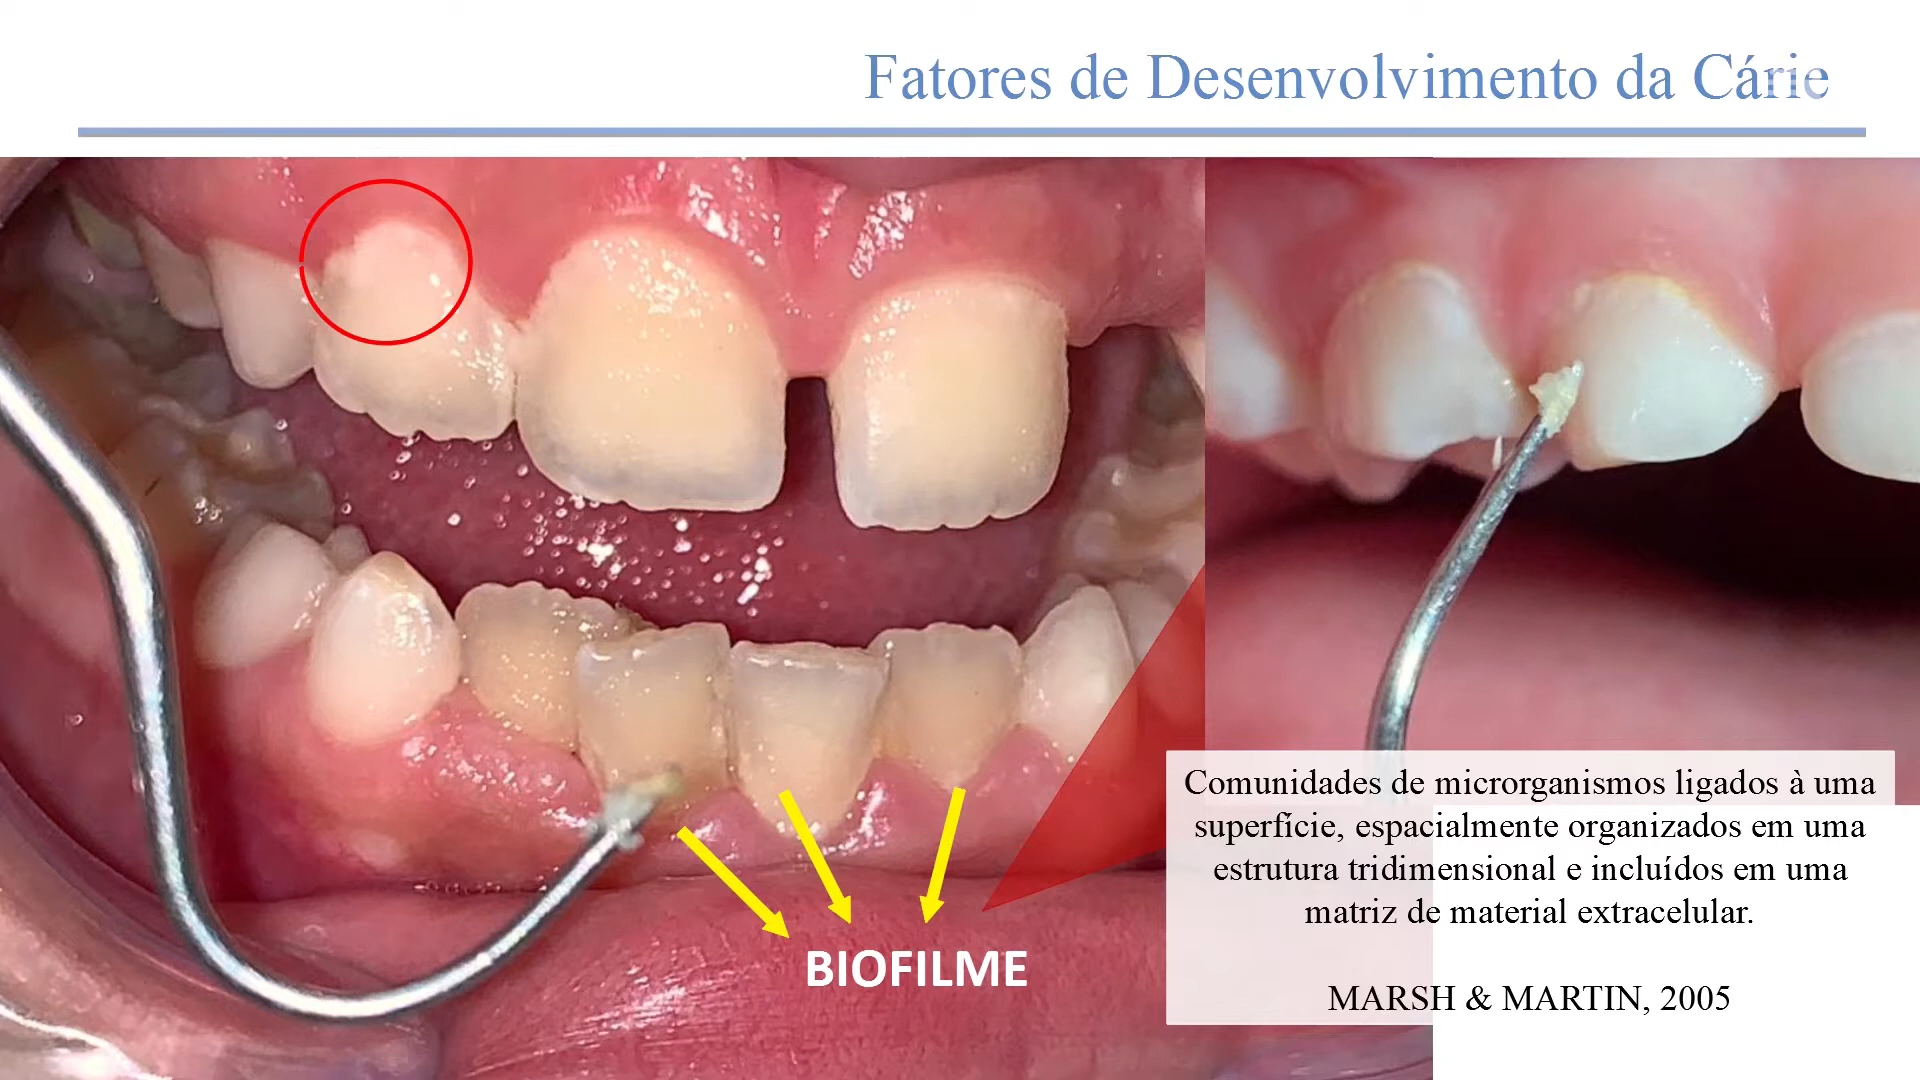 Fatores de Desenvolvimento da Cárie
BIOFILME
Comunidades de microrganismos ligados à uma
superfície, espacialmente organizados em uma
estrutura tridimensional e incluídos em uma
matriz de material extracelular.
MARSH & MARTIN, 2005